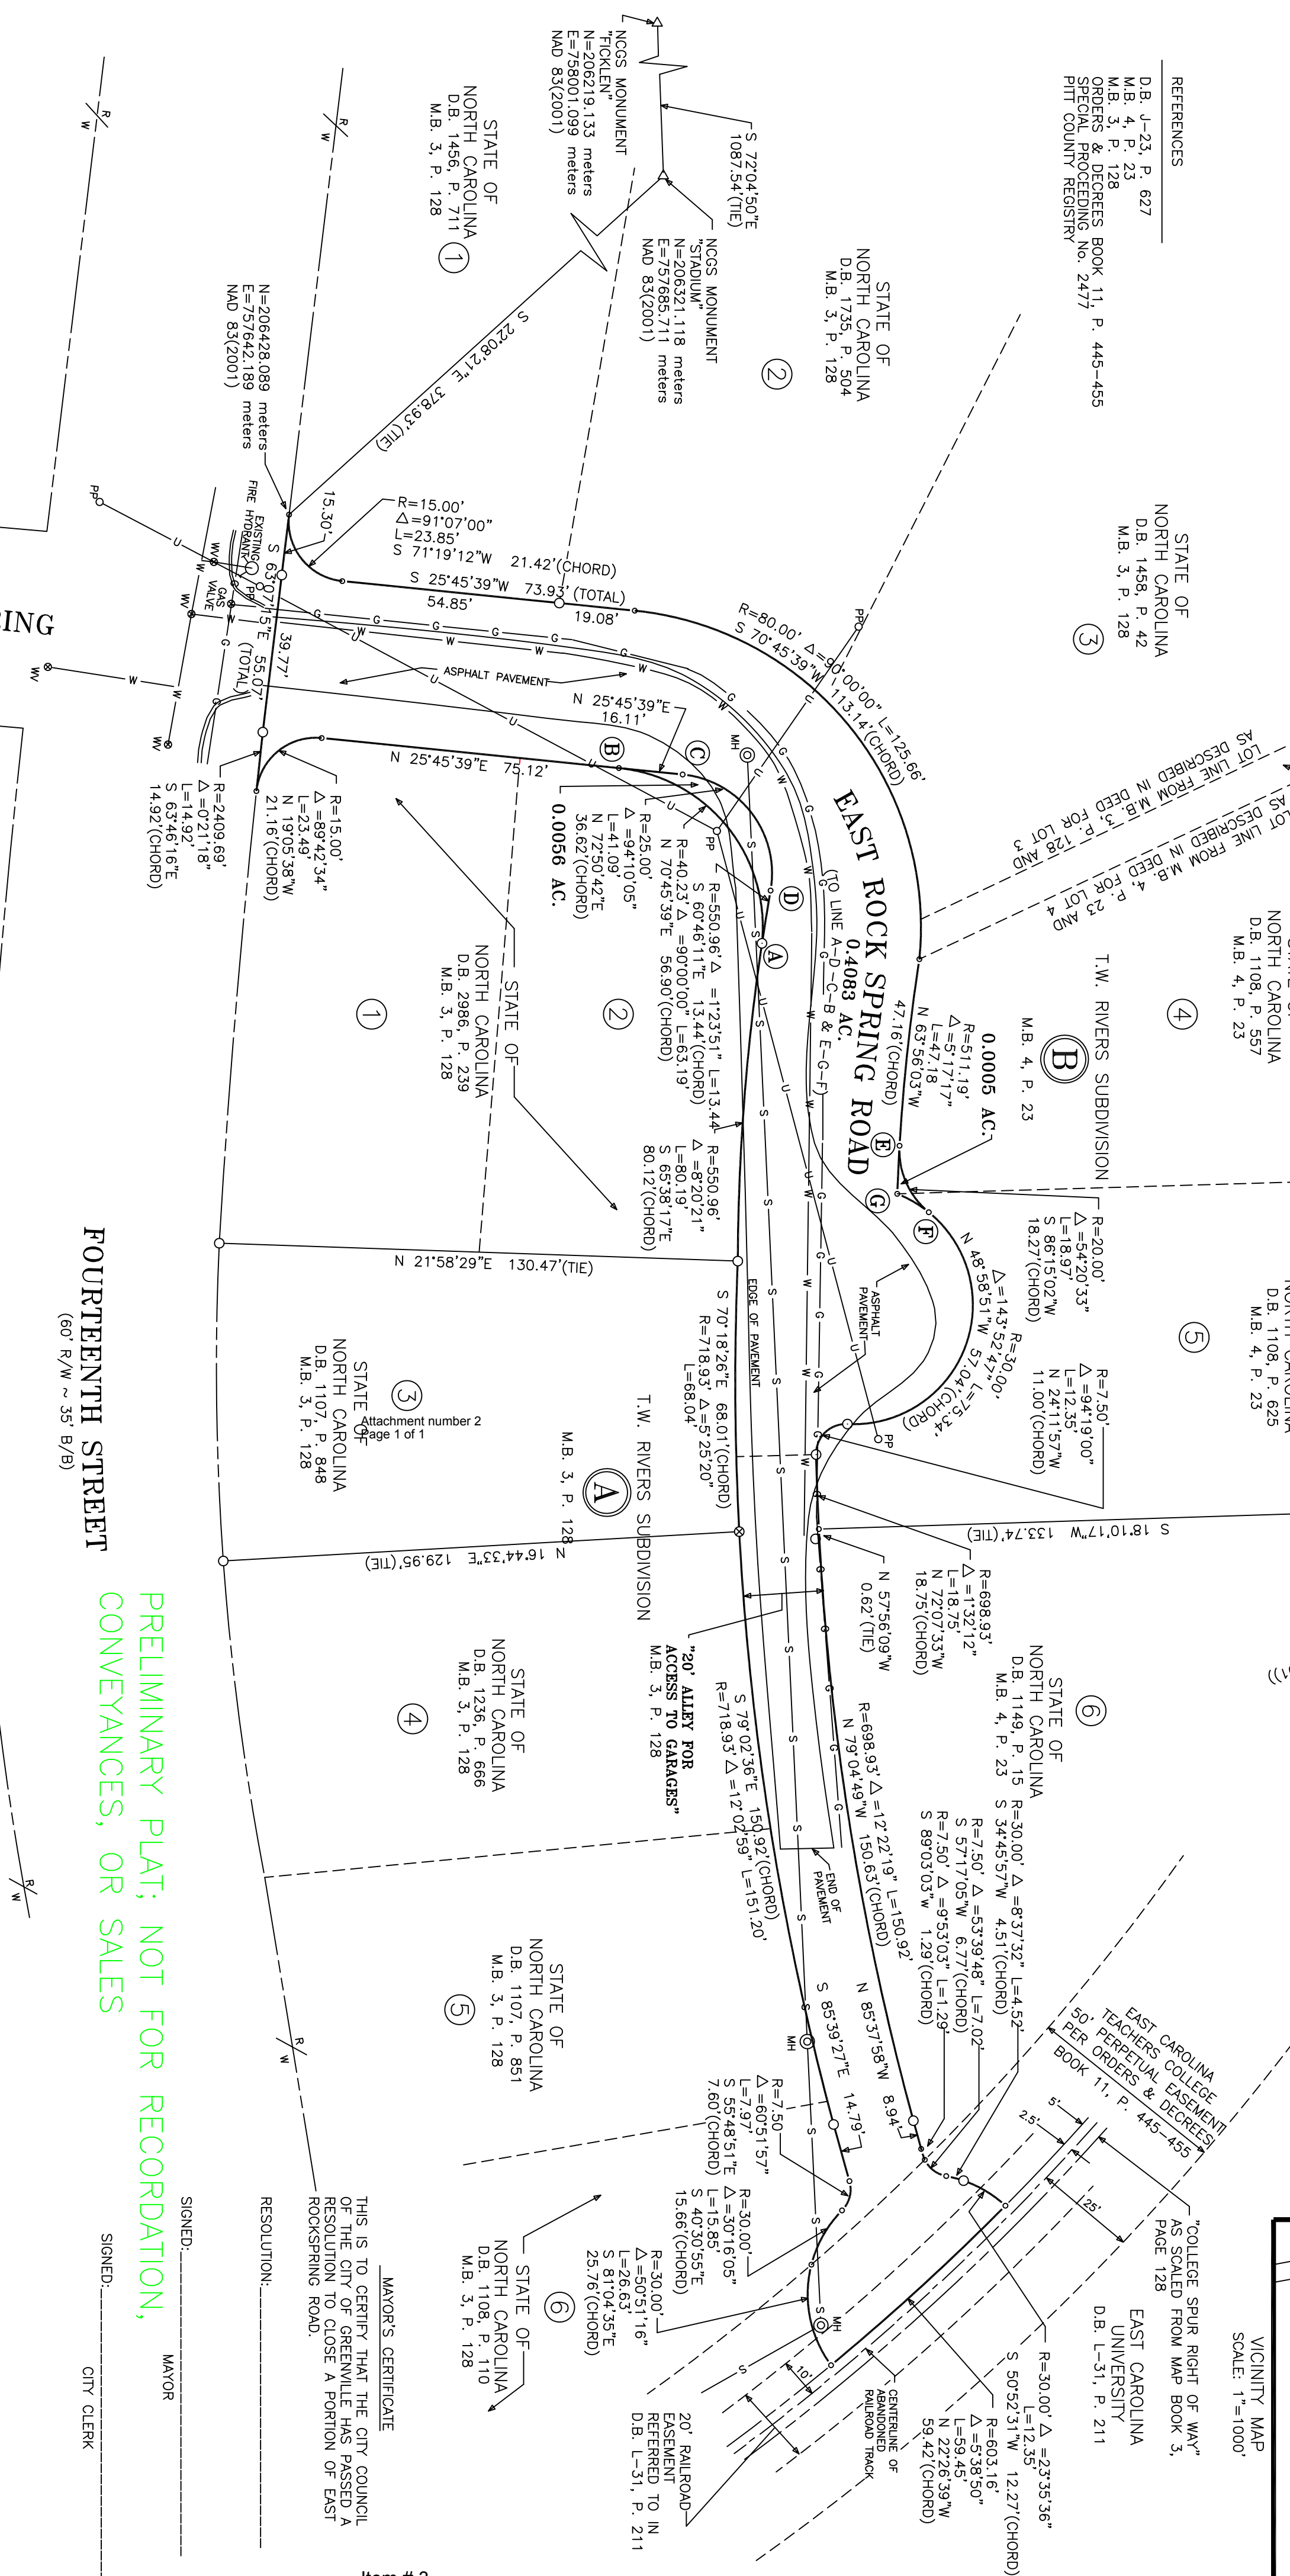 REFERENCES
D.B. J-23, P. 627
M.B. 4, P. 23
M.B. 3, P. 128
ORDERS & DECREES BOOK 11, P. 445-455
SPECIAL PROCEEDING No. 2477
PITT COUNTY REGISTRY
S 72°04'50"E
1087.54'(TIE)
NCGS MONUMENT
"FICKLEN"
N=206219.133 meters
E=758001.099 meters
NAD 83(2001)
NCGS MONUMENT
"STADIUM"
N=206321.118 meters
E=757685.711 meters
NAD 83(2001)
STATE OF
NORTH CAROLINA
D.B. 1456, P. 711
M.B. 3, P. 128
1
STATE OF
NORTH CAROLINA
D.B. 1735, P. 504
M.B. 3, P. 128
2
STATE OF
NORTH CAROLINA
D.B. 1458, P. 42
M.B. 3, P. 128
3
S 22°08'21"E 378.93'(TIE)
N=206428.089 meters
E=757642.189 meters
NAD 83(2001)
R/W
R/W
15.30'
R=15.00'
Δ=91°07'00"
L=23.85'
S 71°19'12"W 21.42'(CHORD)
S 25°45'39"W 73.93'(TOTAL)
54.85'
19.08'
R=80.00' Δ=90°00'00" L=125.66'
S 70°45'39"W 113.14'(CHORD)
EXISTING
FIRE HYDRANT
GAS
VALVE
S 63°07'15"E 55.07'
(TOTAL)
39.77'
ASPHALT PAVEMENT
N 25°45'39"E
16.11'
N 25°45'39"E 75.12'
B
C
D
A
MH
PP
PP
PP
PP
WV
WV
WV
WV
R=15.00'
Δ=89°42'34"
L=23.49'
N 19°05'38"W
21.16'(CHORD)
R=2409.69'
Δ=0°21'18"
L=14.92'
S 63°46'16"E
14.92'(CHORD)
0.0056 AC.
R=25.00'
Δ=94°10'05"
L=41.09'
N 72°50'42"E
36.62'(CHORD)
R=40.23' Δ=90°00'00" L=63.19'
N 70°45'39"E 56.90'(CHORD)
R=550.96' Δ=1°23'51" L=13.44'
S 60°46'11"E 13.44'(CHORD)
EAST ROCK SPRING ROAD
0.4083 AC.
(TO LINE A-D-C-B & E-G-F)
LOT LINE FROM M.B. 3, P. 128 AND
AS DESCRIBED IN DEED FOR LOT 3
LOT LINE FROM M.B. 4, P. 23 AND
AS DESCRIBED IN DEED FOR LOT 4
NORTH CAROLINA
D.B. 1108, P. 557
M.B. 4, P. 23
4
T.W. RIVERS SUBDIVISION
B
M.B. 4, P. 23
0.0005 AC.
R=511.19'
Δ=5°17'17"
L=47.18
N 63°56'03"W
47.16'(CHORD)
E
G
F
R=20.00'
Δ=54°20'33"
L=18.97'
S 86°15'02"W
18.27'(CHORD)
R=30.00'
Δ=143°52'47" L=75.34'
N 48°58'51"W 57.04'(CHORD)
ASPHALT
PAVEMENT
PP
R=7.50'
Δ=94°19'00"
L=12.35'
N 24°11'57"W
11.00'(CHORD)
NORTH CAROLINA
D.B. 1108, P. 625
M.B. 4, P. 23
5
STATE OF
NORTH CAROLINA
D.B. 2986, P. 239
M.B. 3, P. 128
1
2
R=550.96'
Δ=8°20'21"
L=80.19'
S 65°38'17"E
80.12'(CHORD)
N 21°58'29"E 130.47'(TIE)
EDGE OF PAVEMENT
S 70°18'26"E 68.01'(CHORD)
R=718.93' Δ=5°25'20"
L=68.04'
FOURTEENTH STREET
(60' R/W ~ 35' B/B)
3
STATE OF
NORTH CAROLINA
D.B. 1107, P. 848
M.B. 3, P. 128
Attachment number 2
Page 1 of 1
T.W. RIVERS SUBDIVISION
A
M.B. 3, P. 128
N 16°44'33"E 129.95'(TIE)
S 18°10'17"W 133.74'(TIE)
R=698.93'
Δ=1°32'12"
L=18.75'
N 72°07'33"W
18.75'(CHORD)
N 57°56'09"W
0.62'(TIE)
"20' ALLEY FOR
ACCESS TO GARAGES"
M.B. 3, P. 128
6
STATE OF
NORTH CAROLINA
D.B. 1149, P. 15
M.B. 4, P. 23
STATE OF
NORTH CAROLINA
D.B. 1236, P. 666
M.B. 3, P. 128
4
S 79°02'36"E 150.92'(CHORD)
R=718.93' Δ=12°02'59" L=151.20'
R=698.93' Δ=12°22'19" L=150.92'
N 79°04'49"W 150.63'(CHORD)
END OF
PAVEMENT
R=30.00' Δ=8°37'32" L=4.52'
S 34°45'57"W 4.51'(CHORD)
R=7.50' Δ=53°39'48" L=7.02'
S 57°17'05"W 6.77'(CHORD)
R=7.50' Δ=9°53'03" L=1.29'
S 89°03'03"W 1.29'(CHORD)
N 85°37'58"W 8.94'
S 85°39'27"E 14.79'
MH
STATE OF
NORTH CAROLINA
D.B. 1107, P. 851
M.B. 3, P. 128
5
R=7.50
Δ=60°51'57"
L=7.97'
S 55°48'51"E
7.60'(CHORD)
R=30.00'
Δ=30°16'05"
L=15.85'
S 40°30'55"E
15.66'(CHORD)
R=30.00'
Δ=50°51'16"
L=26.63'
S 81°04'35"E
25.76'(CHORD)
6
STATE OF
NORTH CAROLINA
D.B. 1108, P. 110
M.B. 3, P. 128
MH
EAST CAROLINA
TEACHERS COLLEGE
50' PERPETUAL EASEMENT
PER ORDERS & DECREES
BOOK 11, P. 445-455
5'
2.5'
25'
10'
"COLLEGE SPUR RIGHT OF WAY"
AS SCALED FROM MAP BOOK 3,
PAGE 128
EAST CAROLINA
UNIVERSITY
D.B. L-31, P. 211
R=30.00' Δ=23°35'36"
L=12.35'
S 50°52'31"W 12.27'(CHORD)
R=603.16'
Δ=5°38'50"
L=59.45'
N 22°26'39"W
59.42'(CHORD)
CENTERLINE OF
ABANDONED
RAILROAD TRACK
20' RAILROAD
EASEMENT
REFERRED TO IN
D.B. L-31, P. 211
VICINITY MAP
SCALE: 1"=1000'
R/W
R/W
PRELIMINARY PLAT; NOT FOR RECORDATION,
CONVEYANCES, OR SALES
MAYOR'S CERTIFICATE
THIS IS TO CERTIFY THAT THE CITY COUNCIL
OF THE CITY OF GREENVILLE HAS PASSED A
RESOLUTION TO CLOSE A PORTION OF EAST
ROCKSPRING ROAD.
RESOLUTION:
SIGNED:
MAYOR
SIGNED:
CITY CLERK